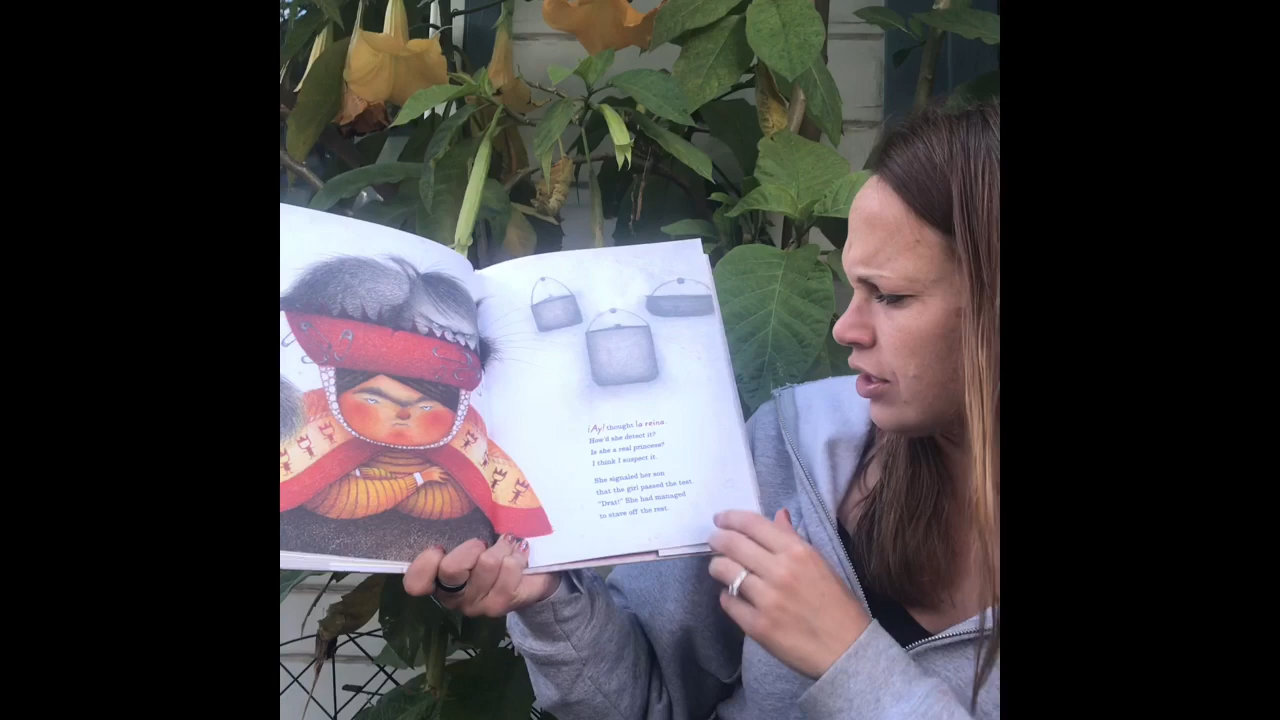 ¡Ay! thought la reina.
How'd she detect it?
Is she a real princess?
I think I suspect it.
She signaled her son
that the girl passed the test.
"Drat!" She had managed
to stave off the rest.